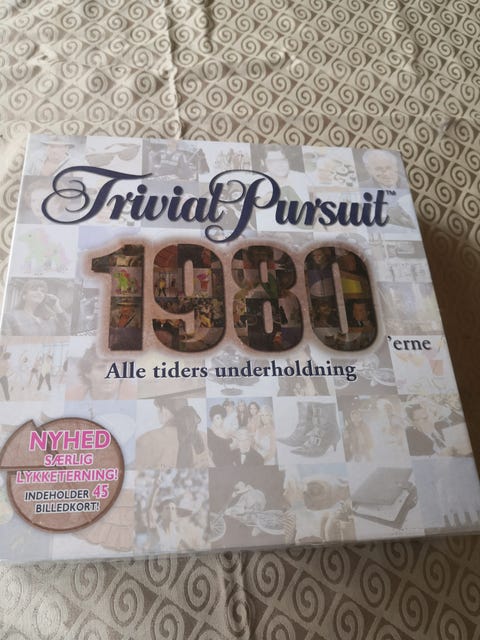 Trivial Pursuit™
1980'erne
Alle tiders underholdning
NYHED
SÆRLIG
LYKKETERNING!
INDEHOLDER 45
BILLEDKORT!